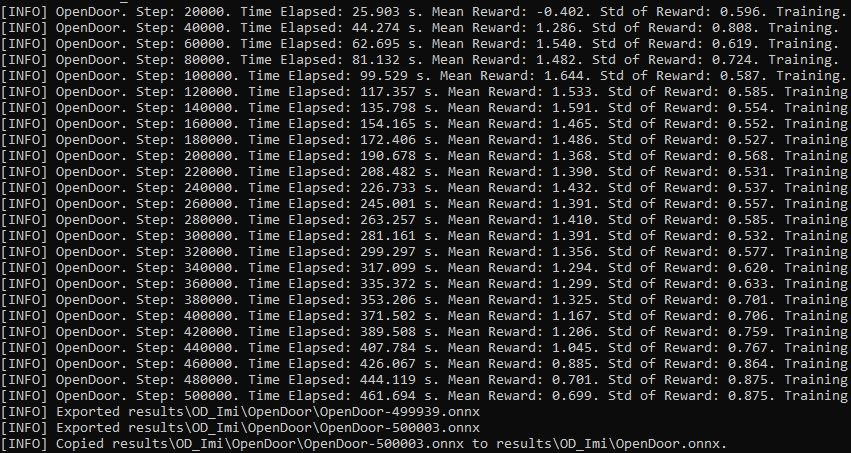 [INFO] OpenDoor. Step: 20000. Time Elapsed: 25.903 s. Mean Reward: -0.402. Std of Reward: 0.596. Training.
[INFO] OpenDoor. Step: 40000. Time Elapsed: 44.274 s. Mean Reward: 1.286. Std of Reward: 0.808. Training.
[INFO] OpenDoor. Step: 60000. Time Elapsed: 62.695 s. Mean Reward: 1.540. Std of Reward: 0.619. Training.
[INFO] OpenDoor. Step: 80000. Time Elapsed: 81.132 s. Mean Reward: 1.482. Std of Reward: 0.724. Training.
[INFO] OpenDoor. Step: 100000. Time Elapsed: 99.529 s. Mean Reward: 1.644. Std of Reward: 0.587. Training.
[INFO] OpenDoor. Step: 120000. Time Elapsed: 117.357 s. Mean Reward: 1.533. Std of Reward: 0.585. Training
[INFO] OpenDoor. Step: 140000. Time Elapsed: 135.798 s. Mean Reward: 1.591. Std of Reward: 0.554. Training
[INFO] OpenDoor. Step: 160000. Time Elapsed: 154.165 s. Mean Reward: 1.465. Std of Reward: 0.552. Training
[INFO] OpenDoor. Step: 180000. Time Elapsed: 172.406 s. Mean Reward: 1.486. Std of Reward: 0.527. Training
[INFO] OpenDoor. Step: 200000. Time Elapsed: 190.678 s. Mean Reward: 1.368. Std of Reward: 0.568. Training
[INFO] OpenDoor. Step: 220000. Time Elapsed: 208.482 s. Mean Reward: 1.390. Std of Reward: 0.531. Training
[INFO] OpenDoor. Step: 240000. Time Elapsed: 226.733 s. Mean Reward: 1.432. Std of Reward: 0.537. Training
[INFO] OpenDoor. Step: 260000. Time Elapsed: 245.001 s. Mean Reward: 1.391. Std of Reward: 0.557. Training
[INFO] OpenDoor. Step: 280000. Time Elapsed: 263.257 s. Mean Reward: 1.410. Std of Reward: 0.585. Training
[INFO] OpenDoor. Step: 300000. Time Elapsed: 281.161 s. Mean Reward: 1.391. Std of Reward: 0.532. Training
[INFO] OpenDoor. Step: 320000. Time Elapsed: 299.297 s. Mean Reward: 1.356. Std of Reward: 0.577. Training
[INFO] OpenDoor. Step: 340000. Time Elapsed: 317.099 s. Mean Reward: 1.294. Std of Reward: 0.620. Training
[INFO] OpenDoor. Step: 360000. Time Elapsed: 335.372 s. Mean Reward: 1.299. Std of Reward: 0.633. Training
[INFO] OpenDoor. Step: 380000. Time Elapsed: 353.206 s. Mean Reward: 1.325. Std of Reward: 0.701. Training
[INFO] OpenDoor. Step: 400000. Time Elapsed: 371.502 s. Mean Reward: 1.167. Std of Reward: 0.706. Training
[INFO] OpenDoor. Step: 420000. Time Elapsed: 389.508 s. Mean Reward: 1.206. Std of Reward: 0.759. Training
[INFO] OpenDoor. Step: 440000. Time Elapsed: 407.784 s. Mean Reward: 1.045. Std of Reward: 0.767. Training
[INFO] OpenDoor. Step: 460000. Time Elapsed: 426.067 s. Mean Reward: 0.885. Std of Reward: 0.864. Training
[INFO] OpenDoor. Step: 480000. Time Elapsed: 444.119 s. Mean Reward: 0.701. Std of Reward: 0.875. Training
[INFO] OpenDoor. Step: 500000. Time Elapsed: 461.694 s. Mean Reward: 0.699. Std of Reward: 0.875. Training
[INFO] Exported results\OD_Imi\OpenDoor\OpenDoor-499939.onnx
[INFO] Exported results\OD_Imi\OpenDoor\OpenDoor-500003.onnx
[INFO] Copied results\OD_Imi\OpenDoor\OpenDoor-500003.onnx to results\OD_Imi\OpenDoor.onnx.